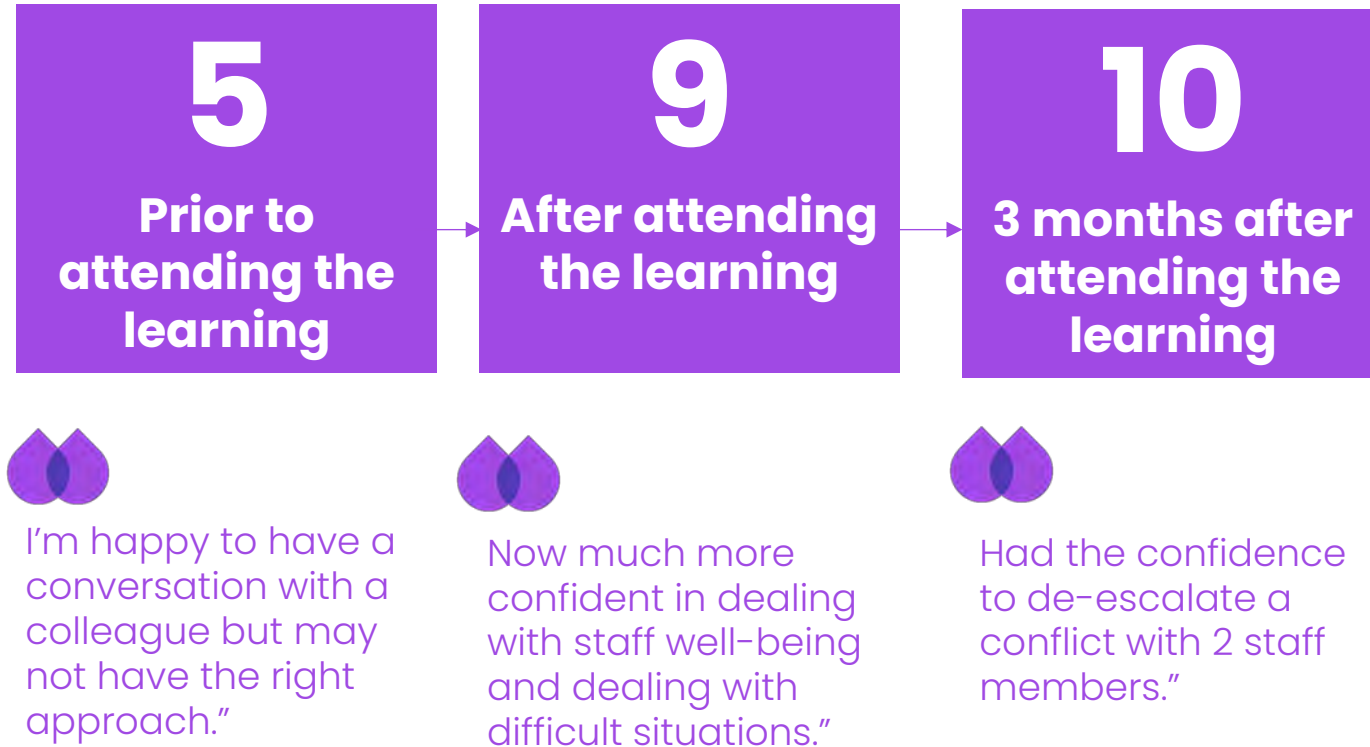 5
Prior to
attending the
learning
9
After attending
the learning
10
3 months after
attending the
learning
I’m happy to have a
conversation with a
colleague but may
not have the right
approach.”
Now much more
confident in dealing
with staff well-being
and dealing with
difficult situations.”
Had the confidence
to de-escalate a
conflict with 2 staff
members.”